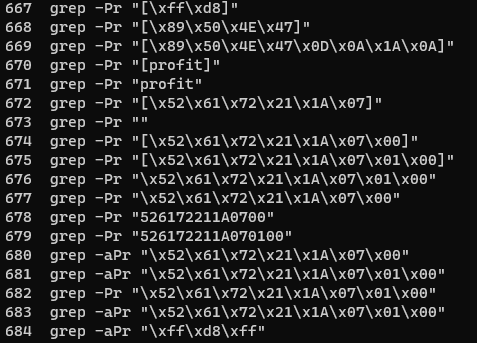 667  grep -Pr "[\xff\xd8]"
668  grep -Pr "[\x89\x50\x4E\x47]"
669  grep -Pr "[\x89\x50\x4E\x47\x0D\x0A\x1A\x0A]"
670  grep -Pr "[profit]"
671  grep -Pr "profit"
672  grep -Pr "[\x52\x61\x72\x21\x1A\x07]"
673  grep -Pr ""
674  grep -Pr "[\x52\x61\x72\x21\x1A\x07\x00]"
675  grep -Pr "[\x52\x61\x72\x21\x1A\x07\x01\x00]"
676  grep -Pr "\x52\x61\x72\x21\x1A\x07\x01\x00"
677  grep -Pr "\x52\x61\x72\x21\x1A\x07\x00"
678  grep -Pr "526172211A0700"
679  grep -Pr "526172211A070100"
680  grep -aPr "\x52\x61\x72\x21\x1A\x07\x00"
681  grep -aPr "\x52\x61\x72\x21\x1A\x07\x01\x00"
682  grep -Pr "\x52\x61\x72\x21\x1A\x07\x01\x00"
683  grep -aPr "\x52\x61\x72\x21\x1A\x07\x01\x00"
684  grep -aPr "\xff\xd8\xff"